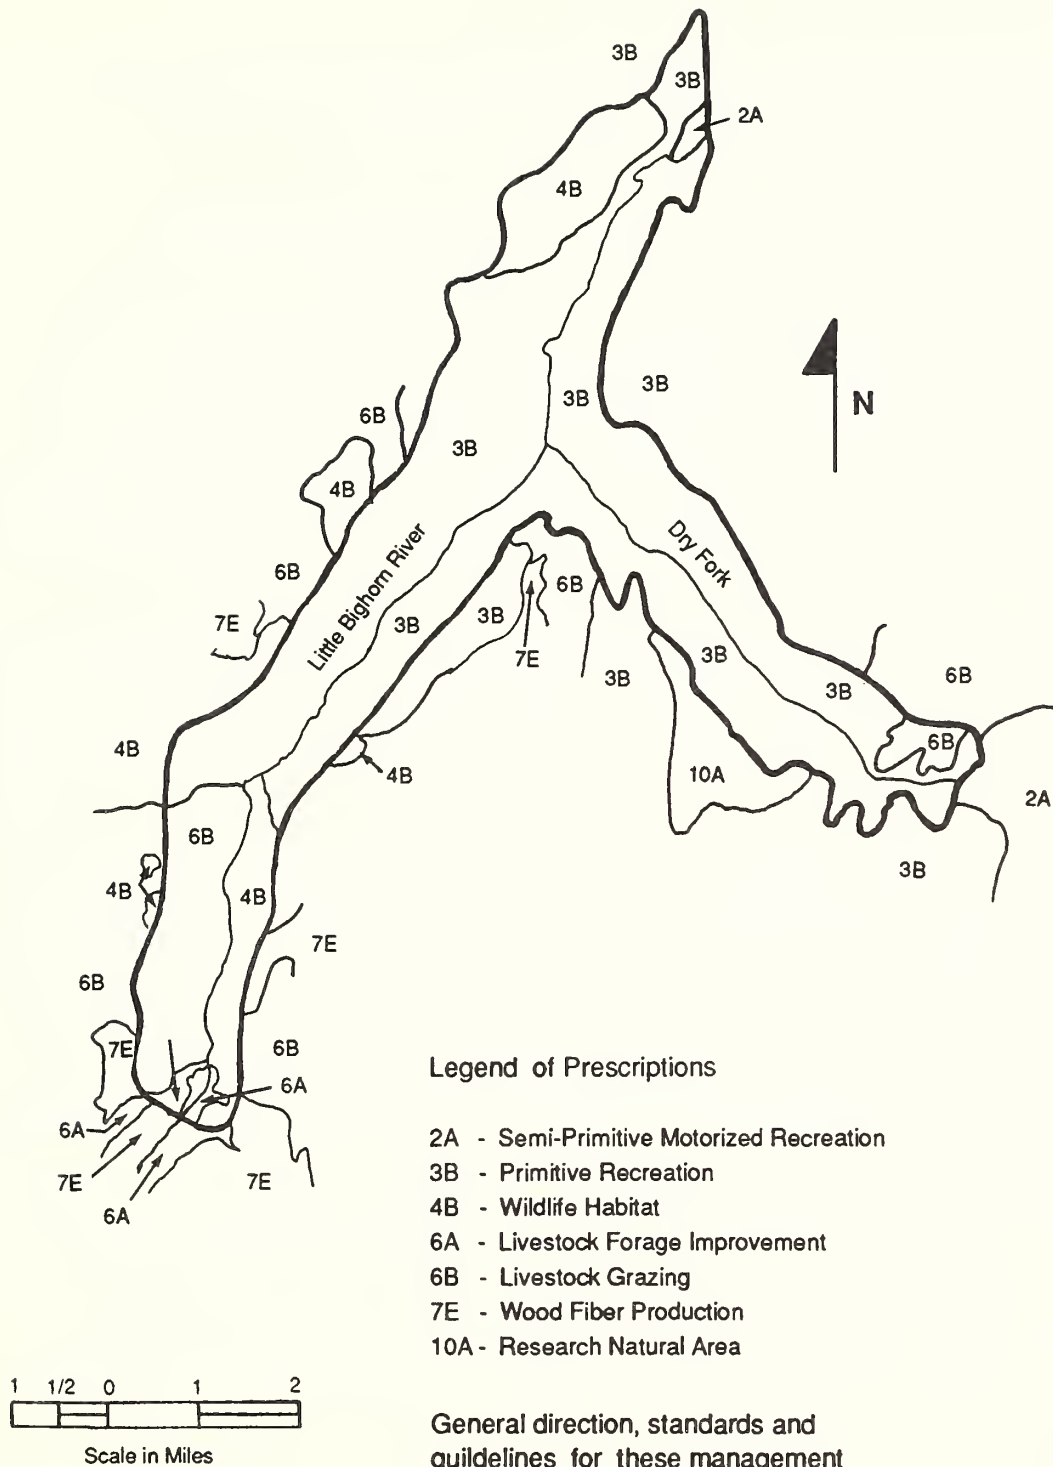 3B
3B
2A
4B
3B
3B
N
6B
3B
4B
Little Bighorn River
Dry Fork
6B
6B
7E
3B
3B
7E
3B
3B
3B
6B
4B
4B
6B
10A
2A
6B
3B
4B
4B
7E
6B
7E
6B
6A
6A
7E
7E
6A
Legend of Prescriptions
2A - Semi-Primitive Motorized Recreation
3B - Primitive Recreation
4B - Wildlife Habitat
6A - Livestock Forage Improvement
6B - Livestock Grazing
7E - Wood Fiber Production
10A - Research Natural Area
1 1/2 0 1 2
Scale in Miles
General direction, standards and
guildelines for these management